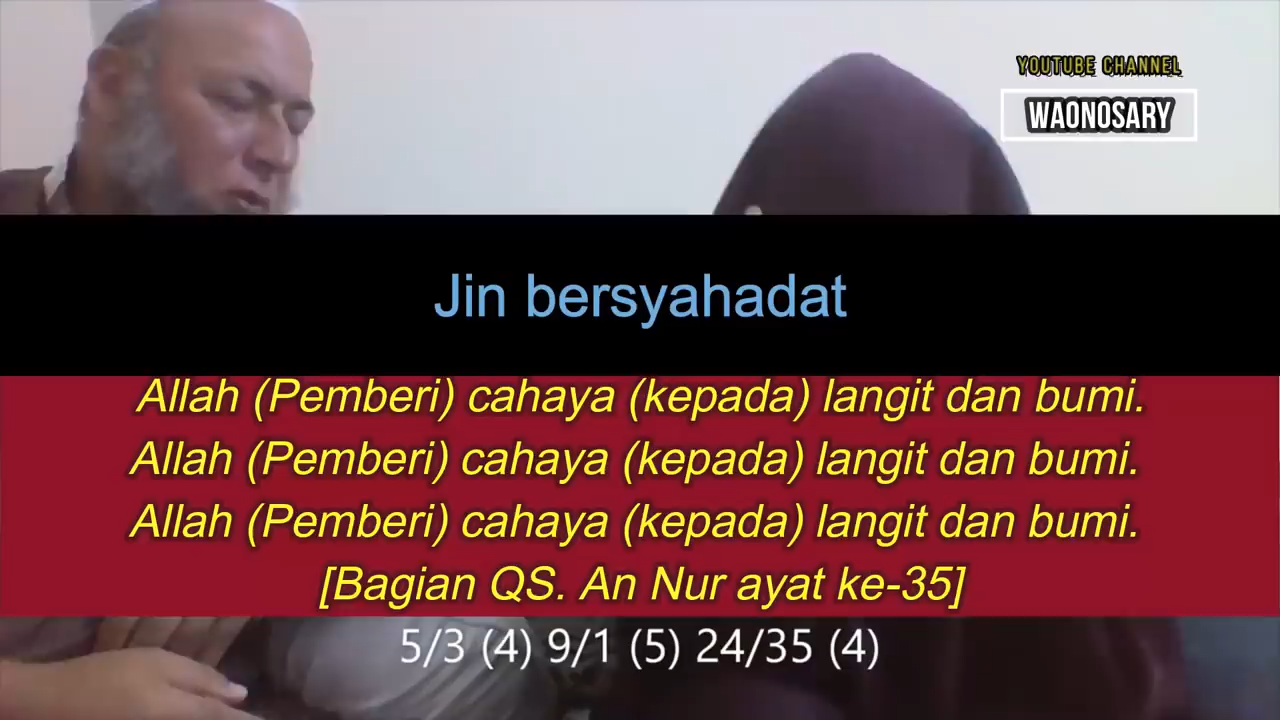 YOUTUBE CHANNEL
WAONOSARY
Jin bersyahadat
Allah (Pemberi) cahaya (kepada) langit dan bumi.
Allah (Pemberi) cahaya (kepada) langit dan bumi.
Allah (Pemberi) cahaya (kepada) langit dan bumi.
[Bagian QS. An Nur ayat ke-35]
5/3 (4) 9/1 (5) 24/35 (4)